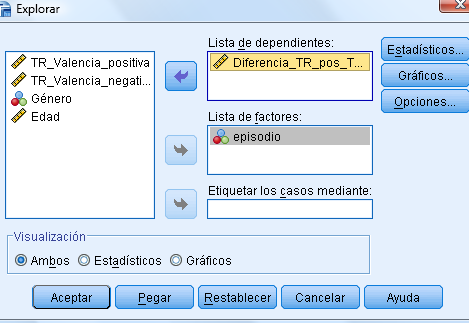 Explorar
TR_Valencia_positiva
TR_Valencia_negati...
Género
Edad
Lista de dependientes:
Diferencia_TR_pos_T...
Lista de factores:
episodio
Etiquetar los casos mediante:
Estadísticos...
Gráficos...
Opciones...
Visualización
Ambos
Estadísticos
Gráficos
Aceptar
Pegar
Restablecer
Cancelar
Ayuda